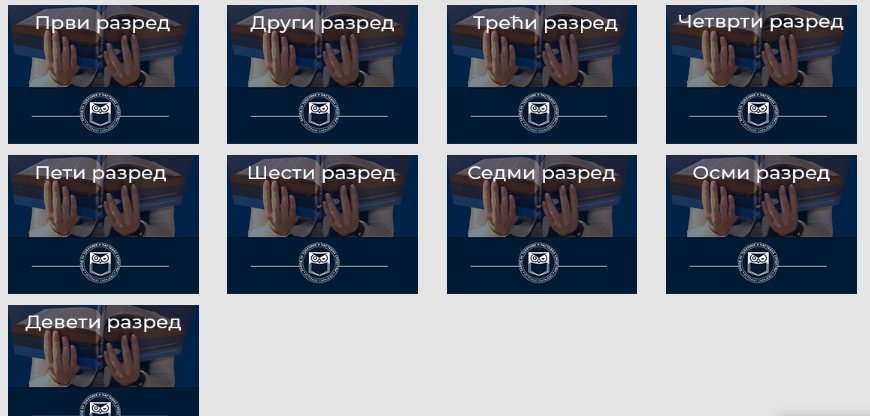 Први разред
Други разред
Трећи разред
Четврти разред
Пети разред
Шести разред
Седми разред
Осми разред
Девети разред